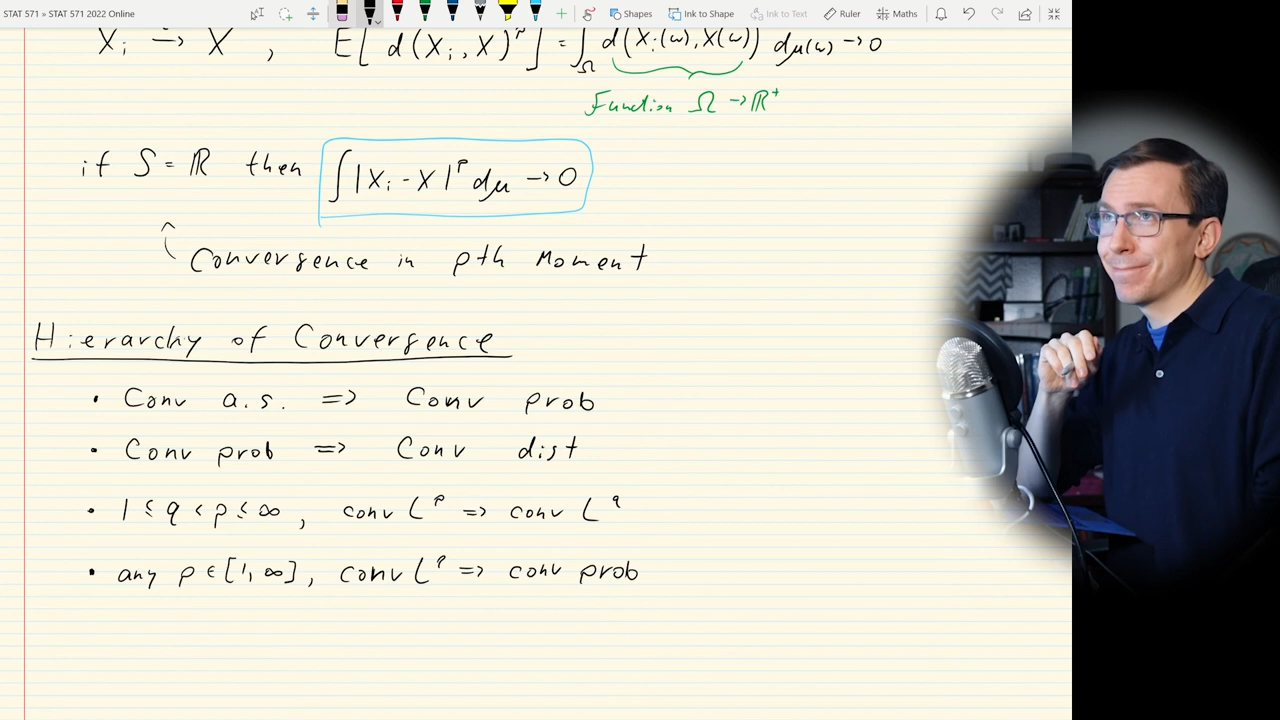 STAT 571 » STAT 571 2022 Online
Shapes Ink to Shape Ink to Text Ruler Maths
Xi → X , E[ d(Xi, X)^p ] = ∫Ω d(Xi(ω), X(ω)) dμ(ω) → 0
Function Ω → ℝ⁺
if S = ℝ then ∫ |Xi - X|^p dμ → 0
Convergence in pth Moment
Hierarchy of Convergence
• Conv a.s. => Conv prob
• Conv prob => Conv dist
• 1 ≤ q < p ≤ ∞, conv L^p => conv L^q
• any p ∈ [1, ∞], conv L^p => conv prob